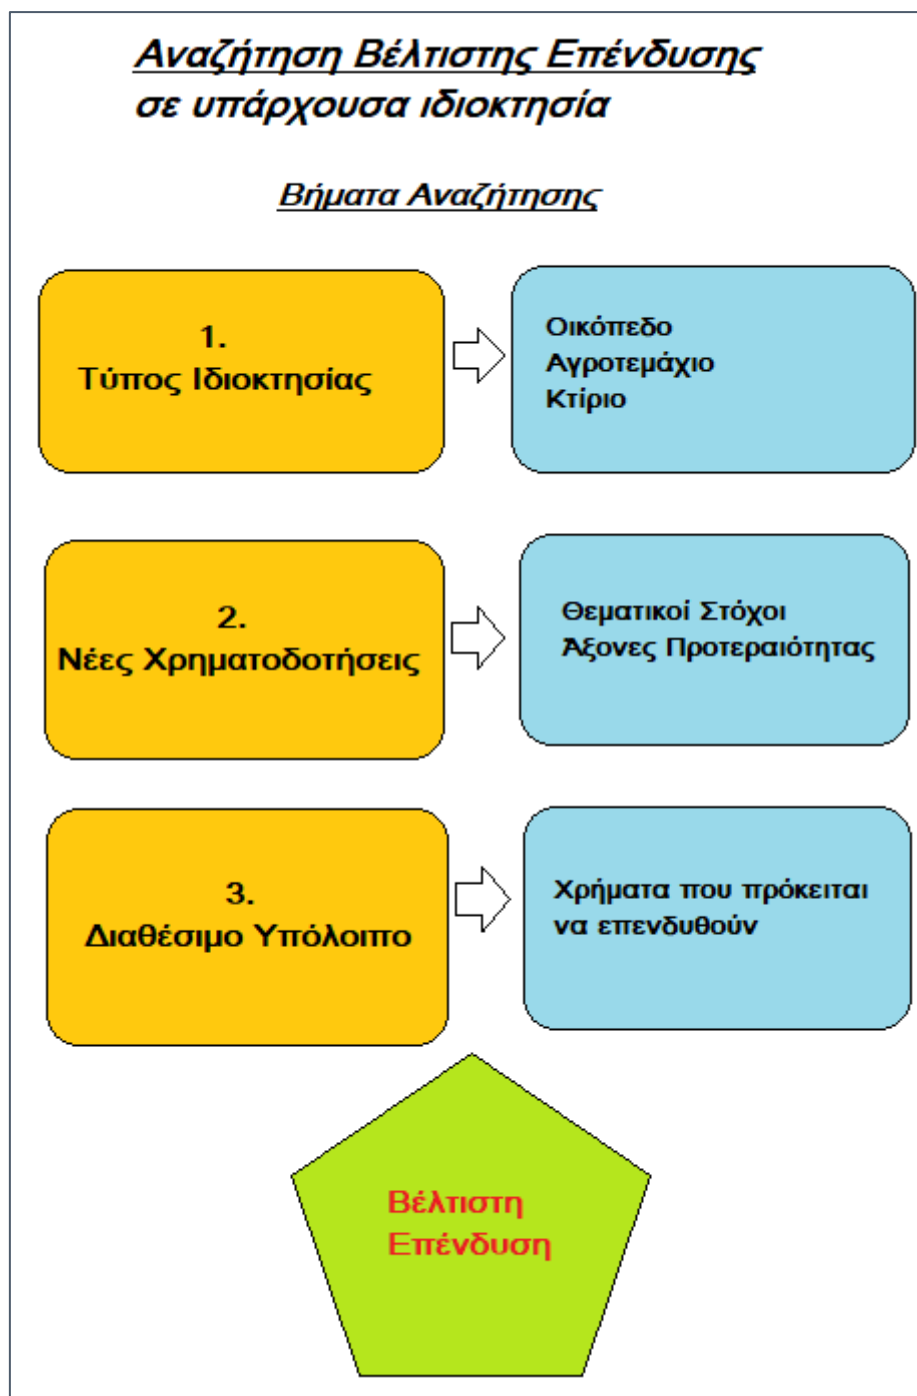 Αναζήτηση Βέλτιστης Επένδυσης
σε υπάρχουσα ιδιοκτησία
Βήματα Αναζήτησης
1.
Τύπος Ιδιοκτησίας
Οικόπεδο
Αγροτεμάχιο
Κτίριο
2.
Νέες Χρηματοδοτήσεις
Θεματικοί Στόχοι
Άξονες Προτεραιότητας
3.
Διαθέσιμο Υπόλοιπο
Χρήματα που πρόκειται
να επενδυθούν
Βέλτιστη
Επένδυση